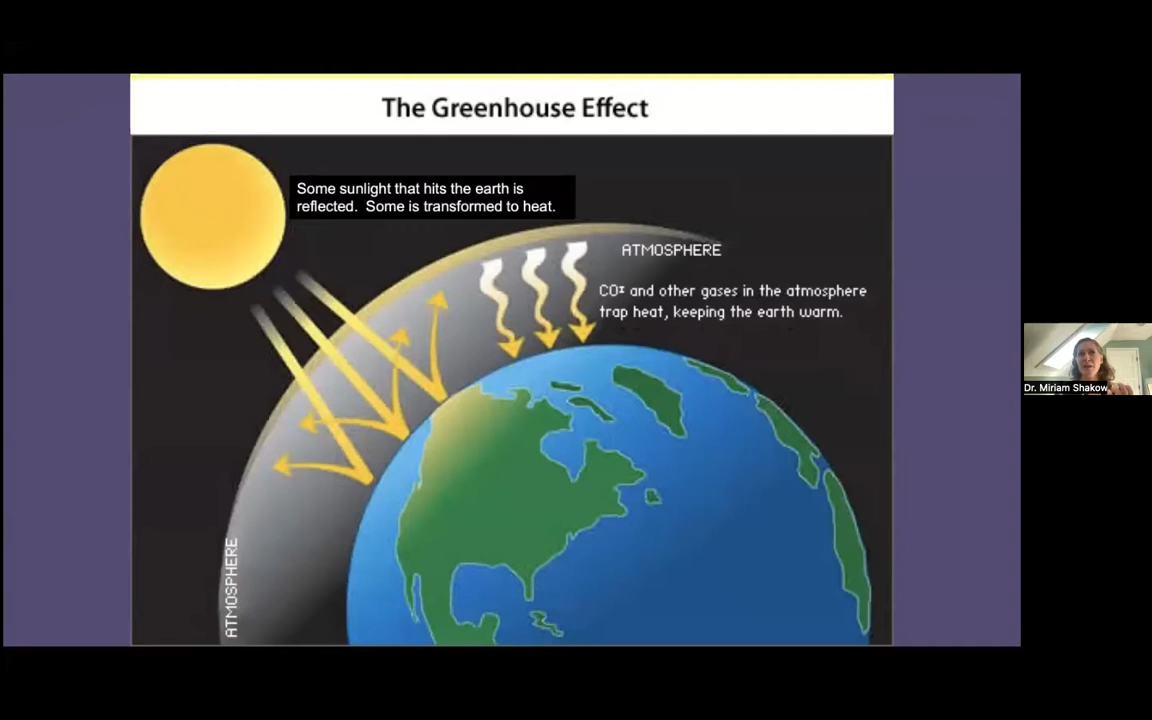 The Greenhouse Effect
Some sunlight that hits the earth is
reflected.  Some is transformed to heat.
ATMOSPHERE
CO² and other gases in the atmosphere
trap heat, keeping the earth warm.
Dr. Miriam Shakow
ATMOSPHERE